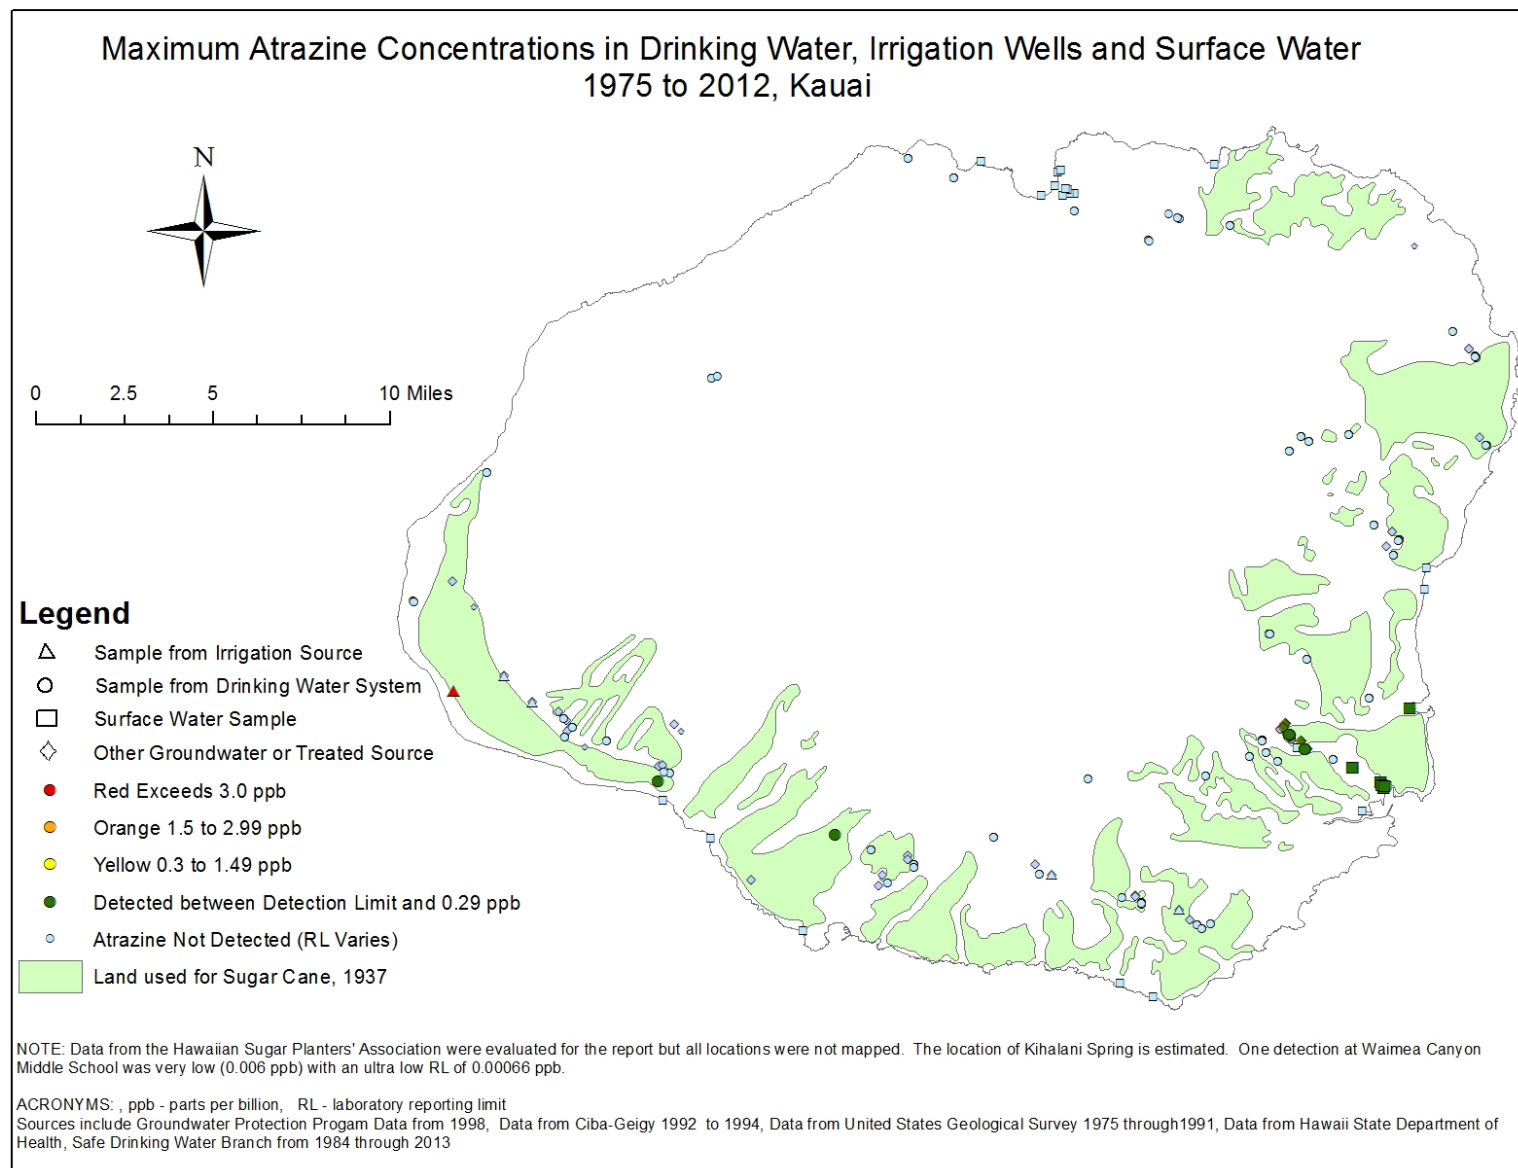 Maximum Atrazine Concentrations in Drinking Water, Irrigation Wells and Surface Water
1975 to 2012, Kauai
N
0 2.5 5 10 Miles
Legend
Sample from Irrigation Source
Sample from Drinking Water System
Surface Water Sample
Other Groundwater or Treated Source
Red Exceeds 3.0 ppb
Orange 1.5 to 2.99 ppb
Yellow 0.3 to 1.49 ppb
Detected between Detection Limit and 0.29 ppb
Atrazine Not Detected (RL Varies)
Land used for Sugar Cane, 1937
NOTE: Data from the Hawaiian Sugar Planters' Association were evaluated for the report but all locations were not mapped. The location of Kihalani Spring is estimated. One detection at Waimea Canyon
Middle School was very low (0.006 ppb) with an ultra low RL of 0.00066 ppb.
ACRONYMS: , ppb - parts per billion, RL - laboratory reporting limit
Sources include Groundwater Protection Progam Data from 1998, Data from Ciba-Geigy 1992 to 1994, Data from United States Geological Survey 1975 through1991, Data from Hawaii State Department of
Health, Safe Drinking Water Branch from 1984 through 2013